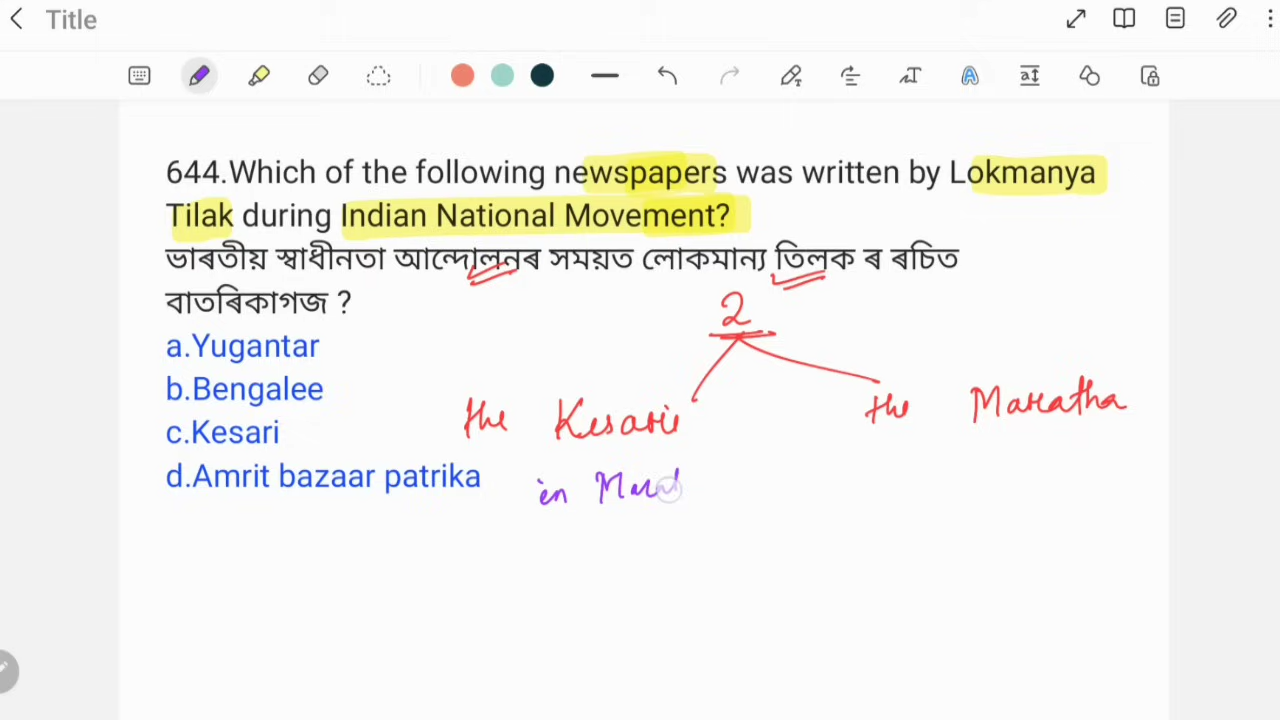 Title
644.Which of the following newspapers was written by Lokmanya
Tilak during Indian National Movement?
ভাৰতীয় স্বাধীনতা আন্দোলনৰ সময়ত লোকমান্য তিলক ৰ ৰচিত
বাতৰিকাগজ ?
2
a.Yugantar
b.Bengalee
the Kesarie the Maratha
c.Kesari
d.Amrit bazaar patrika
in